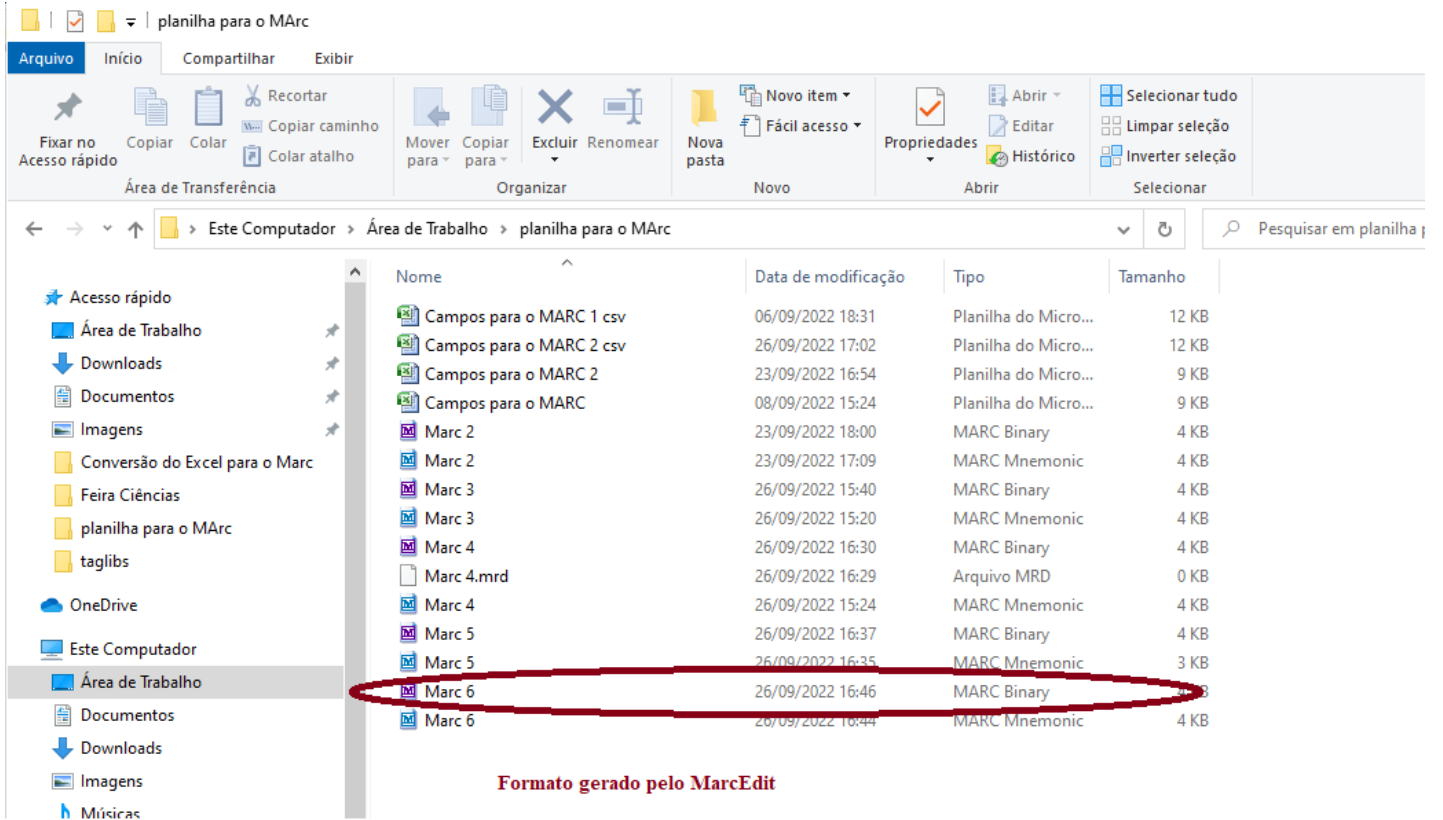 planilha para o MArc
Arquivo Início Compartilhar Exibir
Fixar no Acesso rápido
Copiar
Colar
Recortar
Copiar caminho
Colar atalho
Área de Transferência
Mover para
Copiar para
Excluir
Renomear
Organizar
Nova pasta
Novo item
Fácil acesso
Novo
Propriedades
Abrir
Editar
Histórico
Abrir
Selecionar tudo
Limpar seleção
Inverter seleção
Selecionar
Este Computador > Área de Trabalho > planilha para o MArc
Pesquisar em planilha
Acesso rápido
Área de Trabalho
Downloads
Documentos
Imagens
Conversão do Excel para o Marc
Feira Ciências
planilha para o MArc
taglibs
OneDrive
Este Computador
Área de Trabalho
Documentos
Downloads
Imagens
Músicas
Nome Data de modificação Tipo Tamanho
Campos para o MARC 1 csv 06/09/2022 18:31 Planilha do Micro... 12 KB
Campos para o MARC 2 csv 26/09/2022 17:02 Planilha do Micro... 12 KB
Campos para o MARC 2 23/09/2022 16:54 Planilha do Micro... 9 KB
Campos para o MARC 08/09/2022 15:24 Planilha do Micro... 9 KB
Marc 2 23/09/2022 18:00 MARC Binary 4 KB
Marc 2 23/09/2022 17:09 MARC Mnemonic 4 KB
Marc 3 26/09/2022 15:40 MARC Binary 4 KB
Marc 3 26/09/2022 15:20 MARC Mnemonic 4 KB
Marc 4 26/09/2022 16:30 MARC Binary 4 KB
Marc 4.mrd 26/09/2022 16:29 Arquivo MRD 0 KB
Marc 4 26/09/2022 15:24 MARC Mnemonic 4 KB
Marc 5 26/09/2022 16:37 MARC Binary 4 KB
Marc 5 26/09/2022 16:35 MARC Mnemonic 3 KB
Marc 6 26/09/2022 16:46 MARC Binary
Marc 6 26/09/2022 16:44 MARC Mnemonic 4 KB
Formato gerado pelo MarcEdit